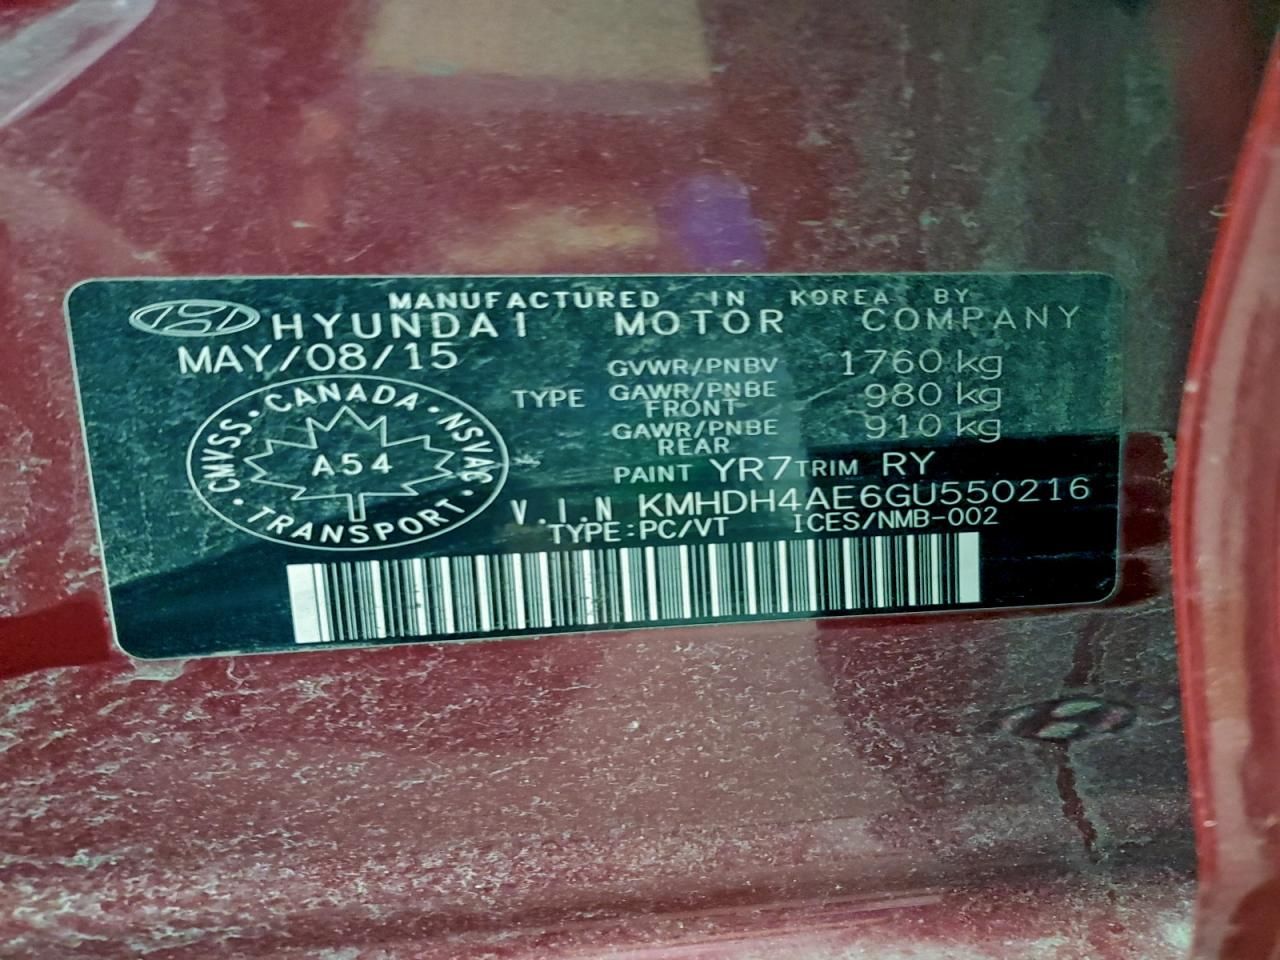 MANUFACTURED IN KOREA BY
HYUNDAI MOTOR COMPANY
MAY/08/15
CMVSS • CANADA • NSVAC • TRANSPORT •
A54
TYPE
GVWR/PNBV 1760 kg
GAWR/PNBE FRONT 980 kg
GAWR/PNBE REAR 910 kg
PAINT YR7 TRIM RY
V.I.N KMHDH4AE6GU550216
TYPE:PC/VT ICES/NMB-002